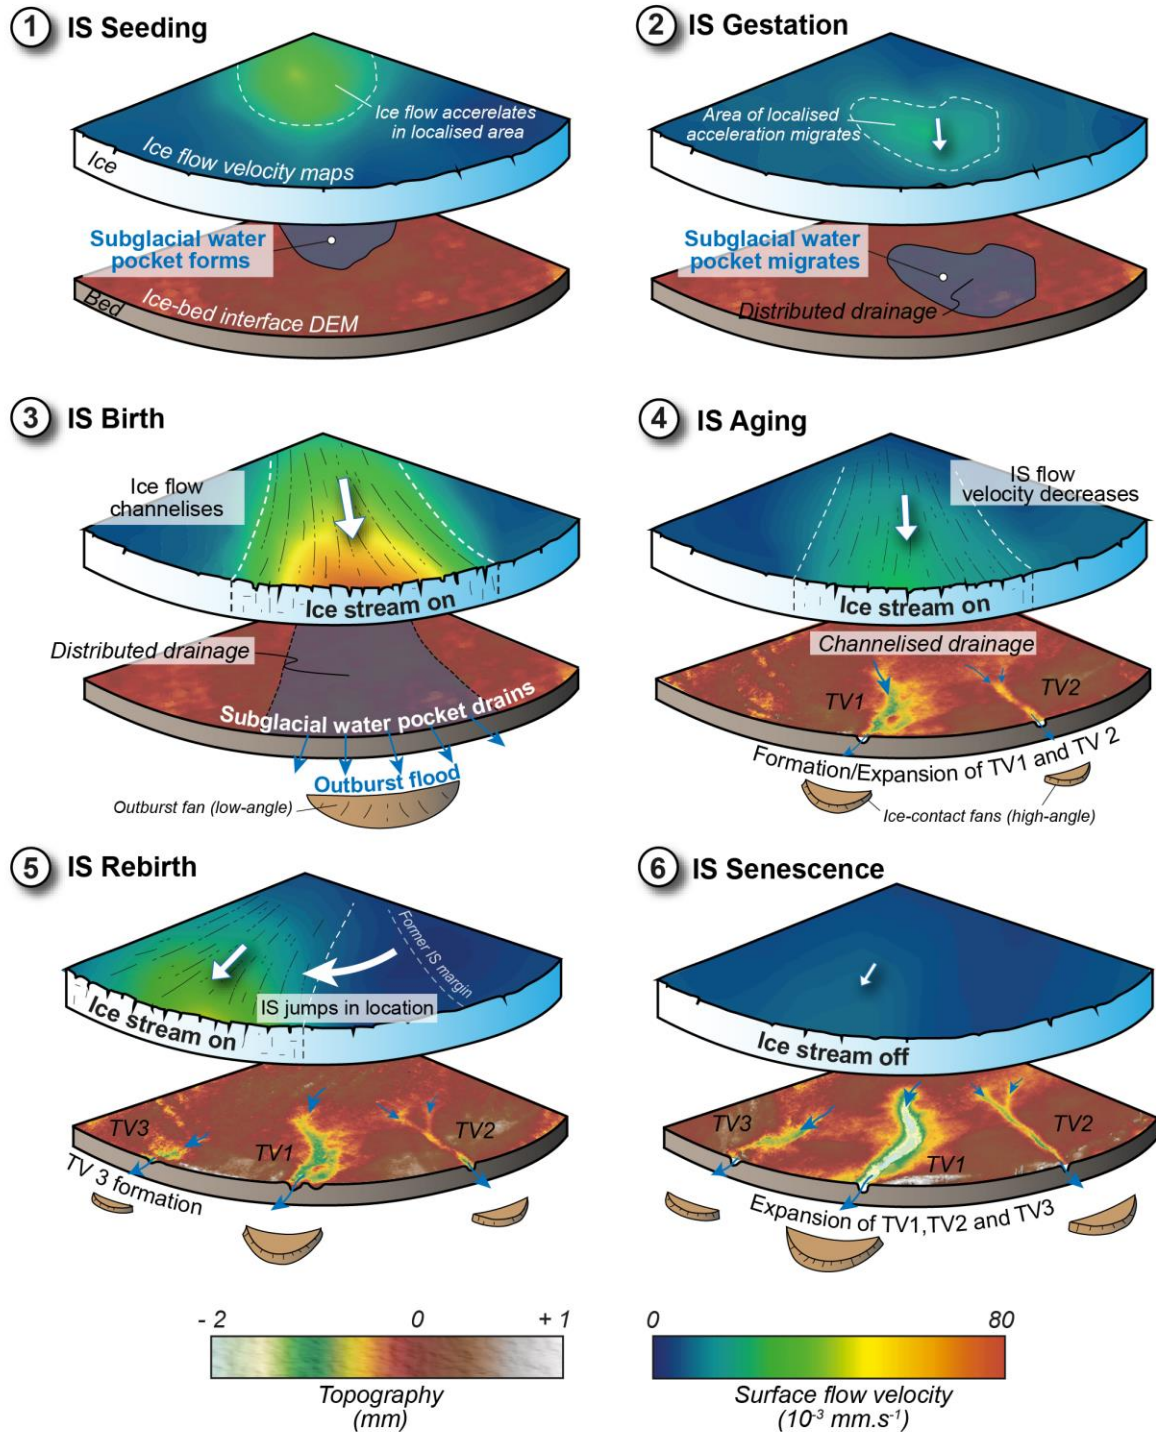 1 IS Seeding
Ice flow accerelates
in localised area
Ice flow velocity maps
Ice
Subglacial water
pocket forms
Bed
Ice-bed interface DEM
2 IS Gestation
Area of localised
acceleration migrates
Subglacial water
pocket migrates
Distributed drainage
3 IS Birth
Ice flow
channelises
Ice stream on
Distributed drainage
Subglacial water pocket drains
Outburst flood
Outburst fan (low-angle)
4 IS Aging
IS flow
velocity decreases
Ice stream on
Channelised drainage
TV1
TV2
Formation/Expansion of TV1 and TV 2
Ice-contact fans (high-angle)
5 IS Rebirth
Former IS margin
IS jumps in location
Ice stream on
TV3
TV1
TV2
TV 3 formation
6 IS Senescence
Ice stream off
TV3
TV1
TV2
Expansion of TV1,TV2 and TV3
- 2 0 + 1
Topography
(mm)
0 80
Surface flow velocity
(10⁻³ mm.s⁻¹)